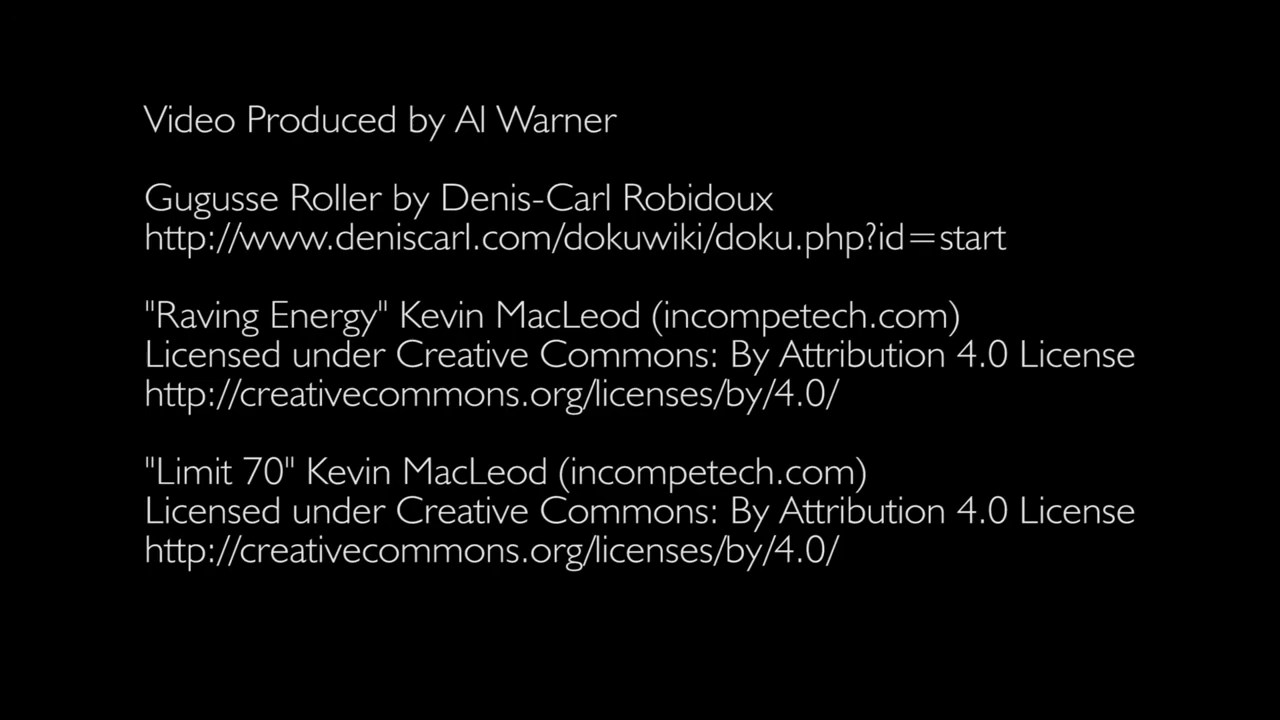 Video Produced by Al Warner
Gugusse Roller by Denis-Carl Robidoux
http://www.deniscarl.com/dokuwiki/doku.php?id=start
"Raving Energy" Kevin MacLeod (incompetech.com)
Licensed under Creative Commons: By Attribution 4.0 License
http://creativecommons.org/licenses/by/4.0/
"Limit 70" Kevin MacLeod (incompetech.com)
Licensed under Creative Commons: By Attribution 4.0 License
http://creativecommons.org/licenses/by/4.0/